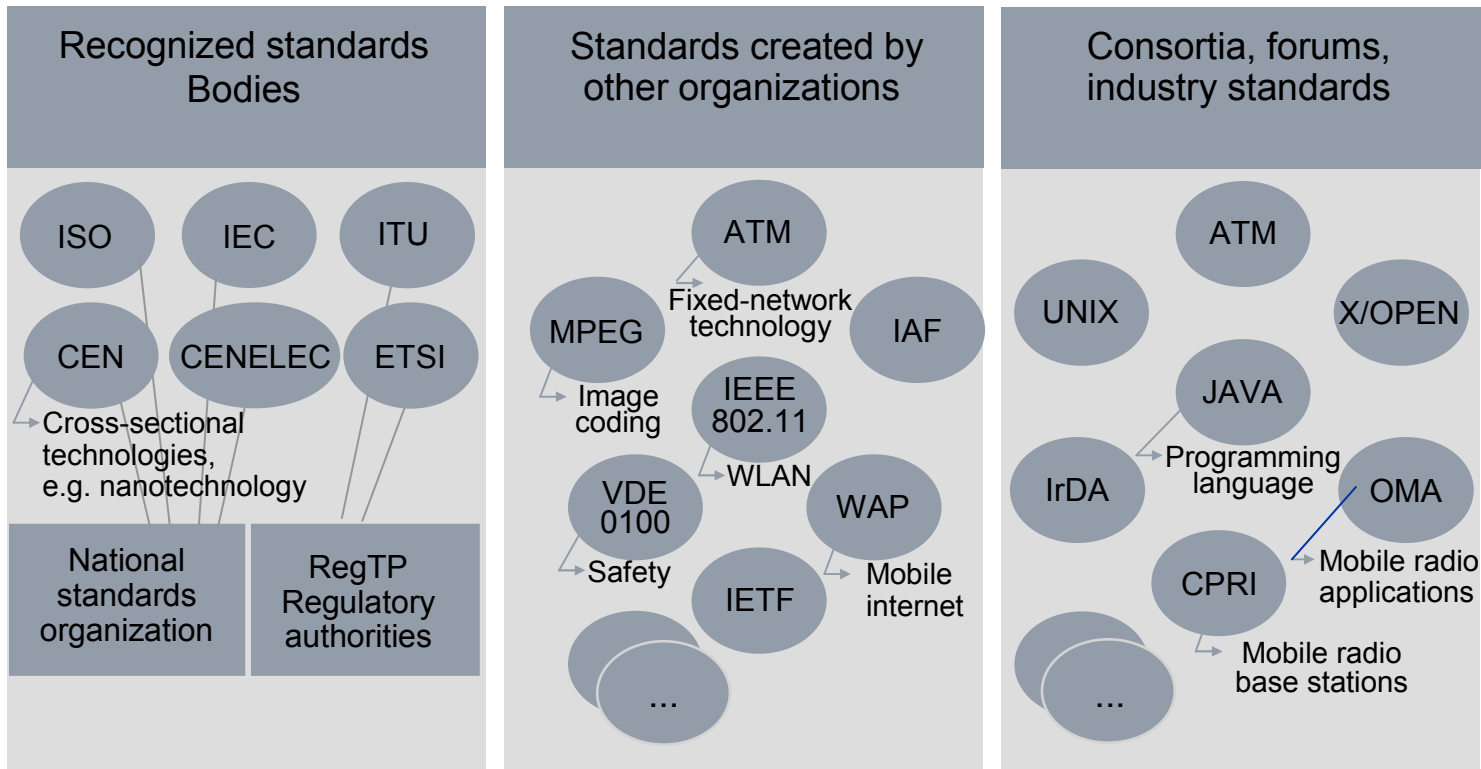 Recognized standards
Bodies
ISO
IEC
ITU
CEN
CENELEC
ETSI
Cross-sectional
technologies,
e.g. nanotechnology
National
standards
organization
RegTP
Regulatory
authorities
Standards created by
other organizations
ATM
Fixed-network
technology
MPEG
IAF
Image
coding
IEEE
802.11
WLAN
VDE
0100
Safety
WAP
Mobile
internet
IETF
...
Consortia, forums,
industry standards
ATM
UNIX
X/OPEN
JAVA
Programming
language
IrDA
OMA
Mobile radio
applications
CPRI
Mobile radio
base stations
...